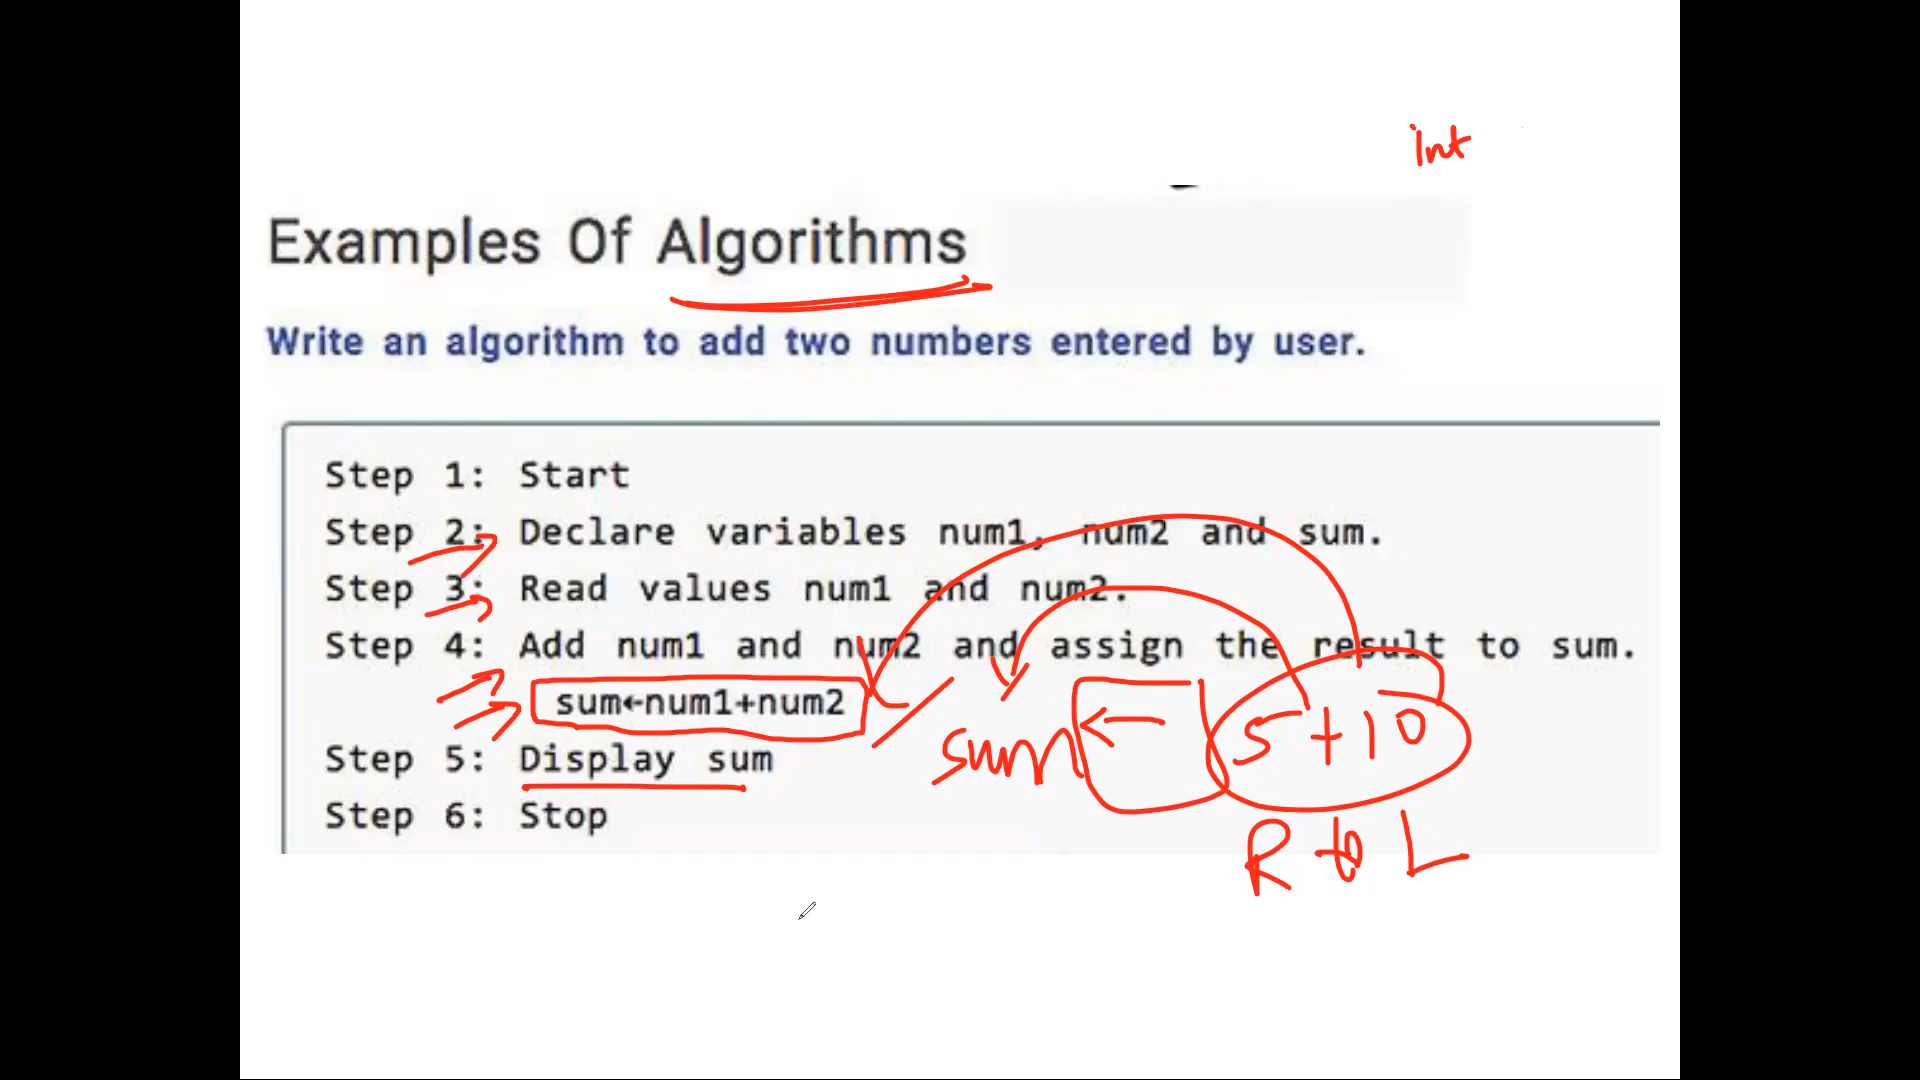 int
Examples Of Algorithms
Write an algorithm to add two numbers entered by user.
Step 1: Start
Step 2: Declare variables num1, num2 and sum.
Step 3: Read values num1 and num2.
Step 4: Add num1 and num2 and assign the result to sum.
sum←num1+num2
sum ← 5+10
Step 5: Display sum
Step 6: Stop
R to L